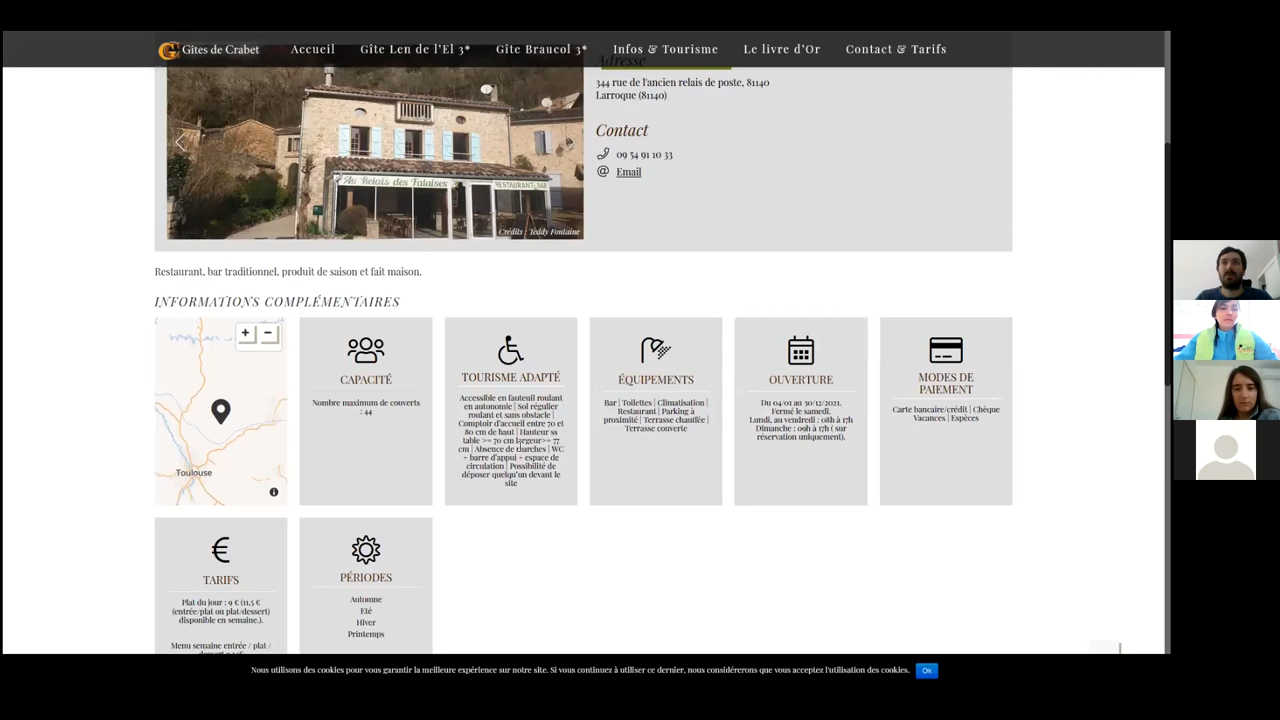 Gîtes de Crabet
Accueil
Gîte Len de l'El 3*
Gîte Braucol 3*
Infos & Tourisme
Le livre d'Or
Contact & Tarifs
Adresse
344 rue de l'ancien relais de poste, 81140
Larroque (81140)
Contact
09 54 91 10 33
Email
Au Relais des Falaises
RESTAURANT-BAR
Crédits : Teddy Fontaine
Restaurant, bar traditionnel, produit de saison et fait maison.
INFORMATIONS COMPLÉMENTAIRES
+ −
Toulouse
CAPACITÉ
Nombre maximum de couverts
: 44
TOURISME ADAPTÉ
Accessible en fauteuil roulant
en autonomie | Sol régulier
roulant et sans obstacle |
Comptoir d'accueil entre 70 et
80 cm de haut | Hauteur ss
table >= 70 cm largeur>= 77
cm | Absence de marches | WC
+ barre d'appui + espace de
circulation | Possibilité de
déposer quelqu'un devant le
site
ÉQUIPEMENTS
Bar | Toilettes | Climatisation |
Restaurant | Parking à
proximité | Terrasse chauffée |
Terrasse couverte
OUVERTURE
Du 04/01 au 30/12/2021.
Fermé le samedi.
Lundi, au vendredi : 08h à 17h
Dimanche : 09h à 17h ( sur
réservation uniquement).
MODES DE
PAIEMENT
Carte bancaire/crédit | Chèque
Vacances | Espèces
TARIFS
Plat du jour : 9 € (11,5 €
(entrée/plat ou plat/dessert)
disponible en semaine.).
Menu semaine entrée / plat /
PÉRIODES
Automne
Eté
Hiver
Printemps
Nous utilisons des cookies pour vous garantir la meilleure expérience sur notre site. Si vous continuez à utiliser ce dernier, nous considérerons que vous acceptez l'utilisation des cookies.
Ok